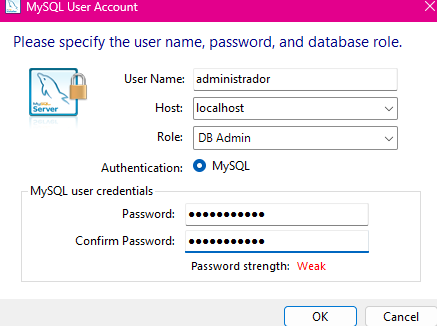 MySQL User Account
Please specify the user name, password, and database role.
MySQL
Server
User Name: administrador
Host: localhost
Role: DB Admin
Authentication: MySQL
MySQL user credentials
Password: ●●●●●●●●●●●
Confirm Password: ●●●●●●●●●●●
Password strength: Weak
OK Cancel